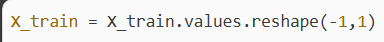 X_train = X_train.values.reshape(-1,1)